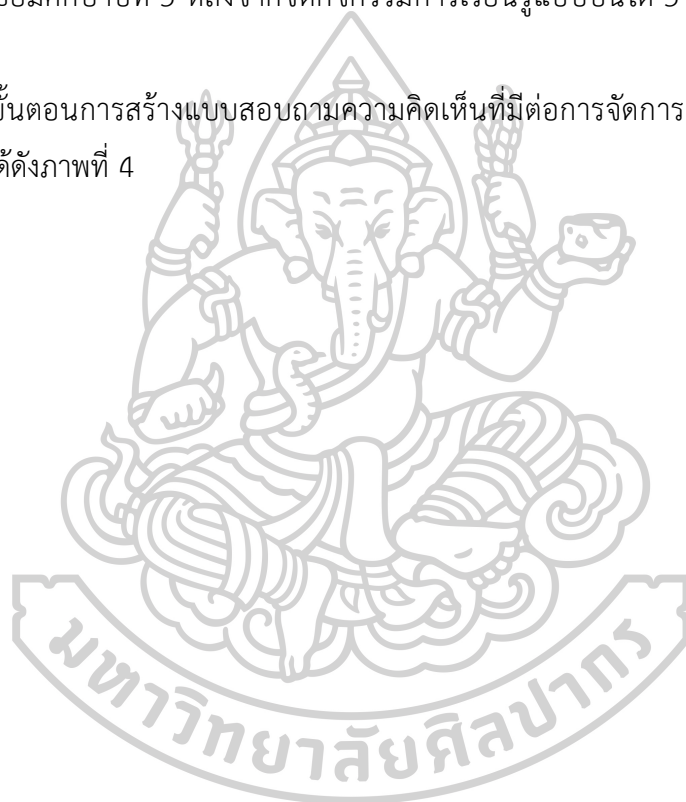 หลังจากจัดกิจกรรมการเรียนรู้แบบบันได 5
ขั้นตอนการสร้างแบบสอบถามความคิดเห็นที่มีต่อการจัดการ
ได้ดังภาพที่ 4
มหาวิทยาลัยศิลปากร